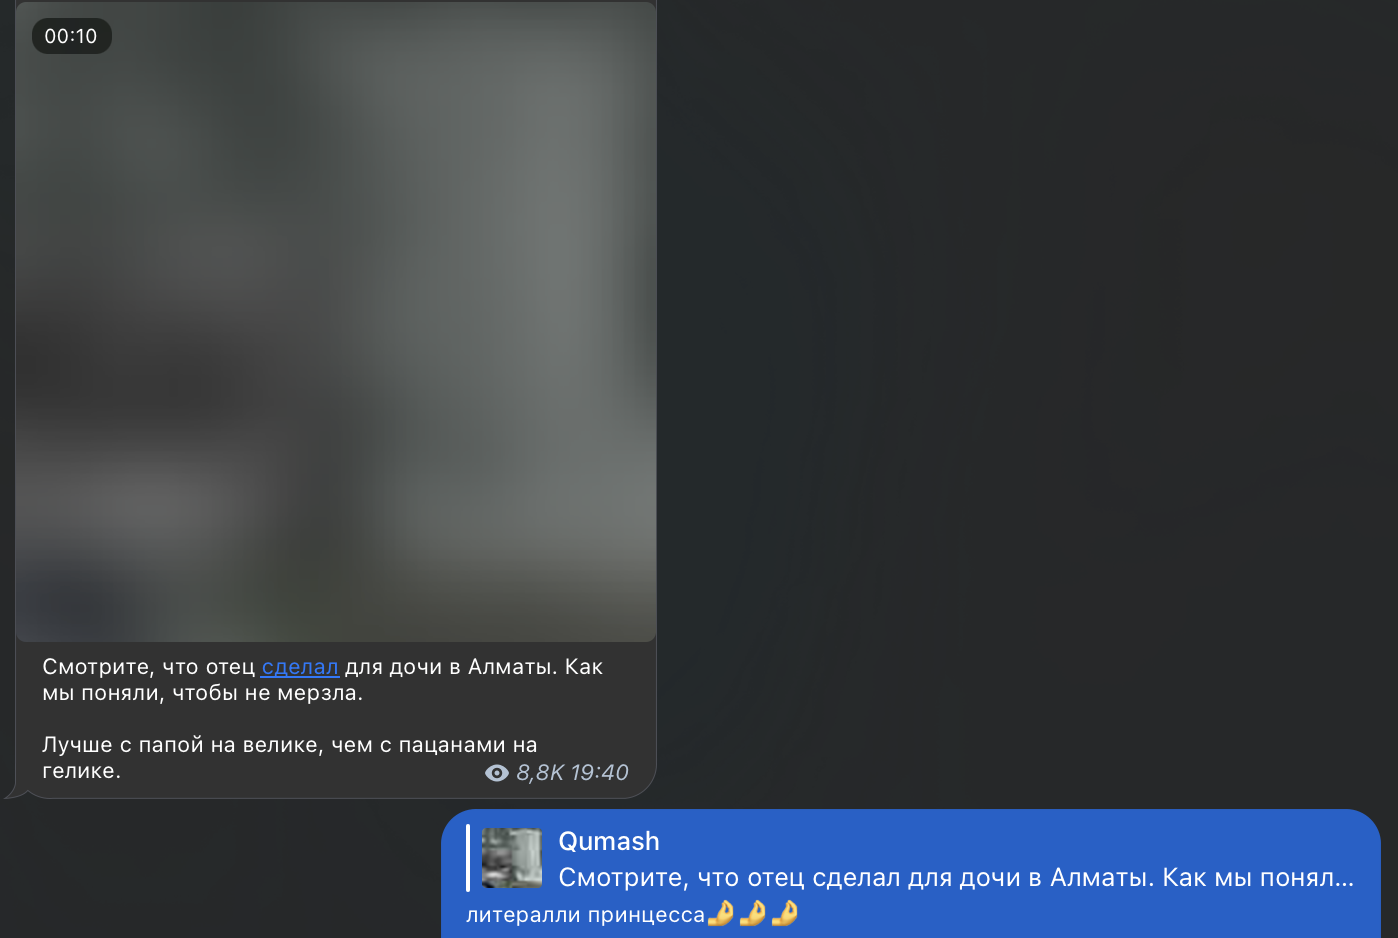 00:10
Смотрите, что отец сделал для дочи в Алматы. Как
мы поняли, чтобы не мерзла.
Лучше с папой на велике, чем с пацанами на
гелике.
8,8K 19:40
Qumash
Смотрите, что отец сделал для дочи в Алматы. Как мы понял...
литералли принцесса🤌🤌🤌